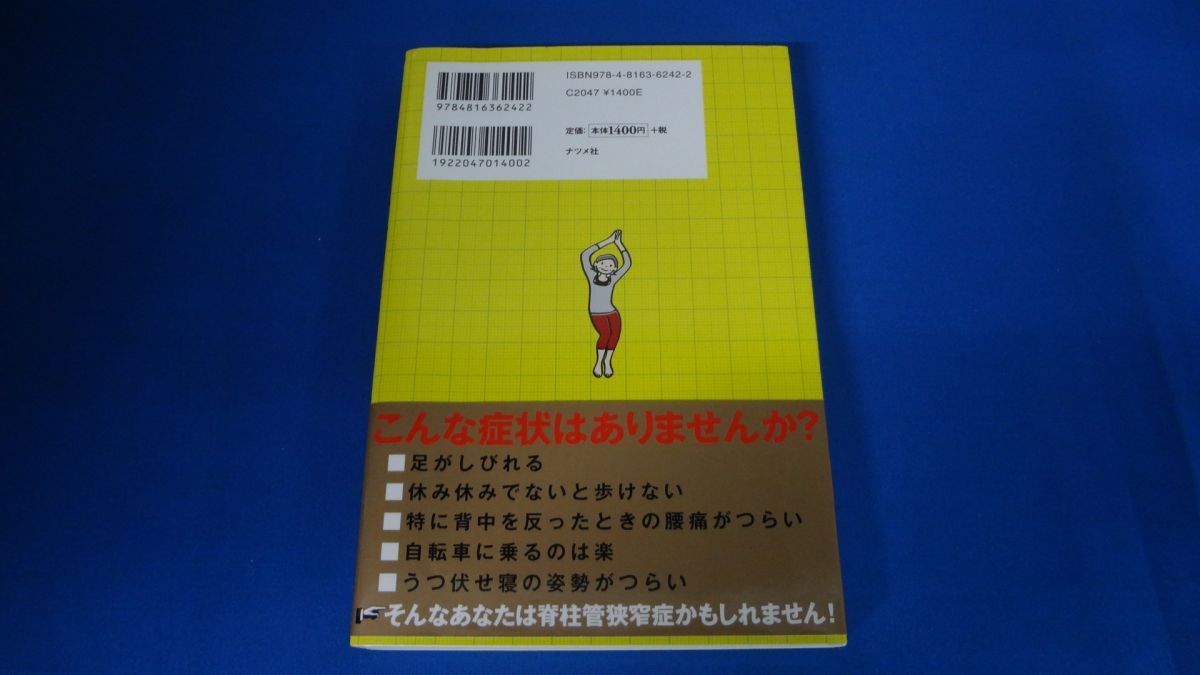 ISBN978-4-8163-6242-2
C2047 ¥1400E
9784816362422
定価：本体1400円+税
1922047014002
ナツメ社
こんな症状はありませんか?
足がしびれる
休み休みでないと歩けない
特に背中を反ったときの腰痛がつらい
自転車に乗るのは楽
うつ伏せ寝の姿勢がつらい
そんなあなたは脊柱管狭窄症かもしれません!